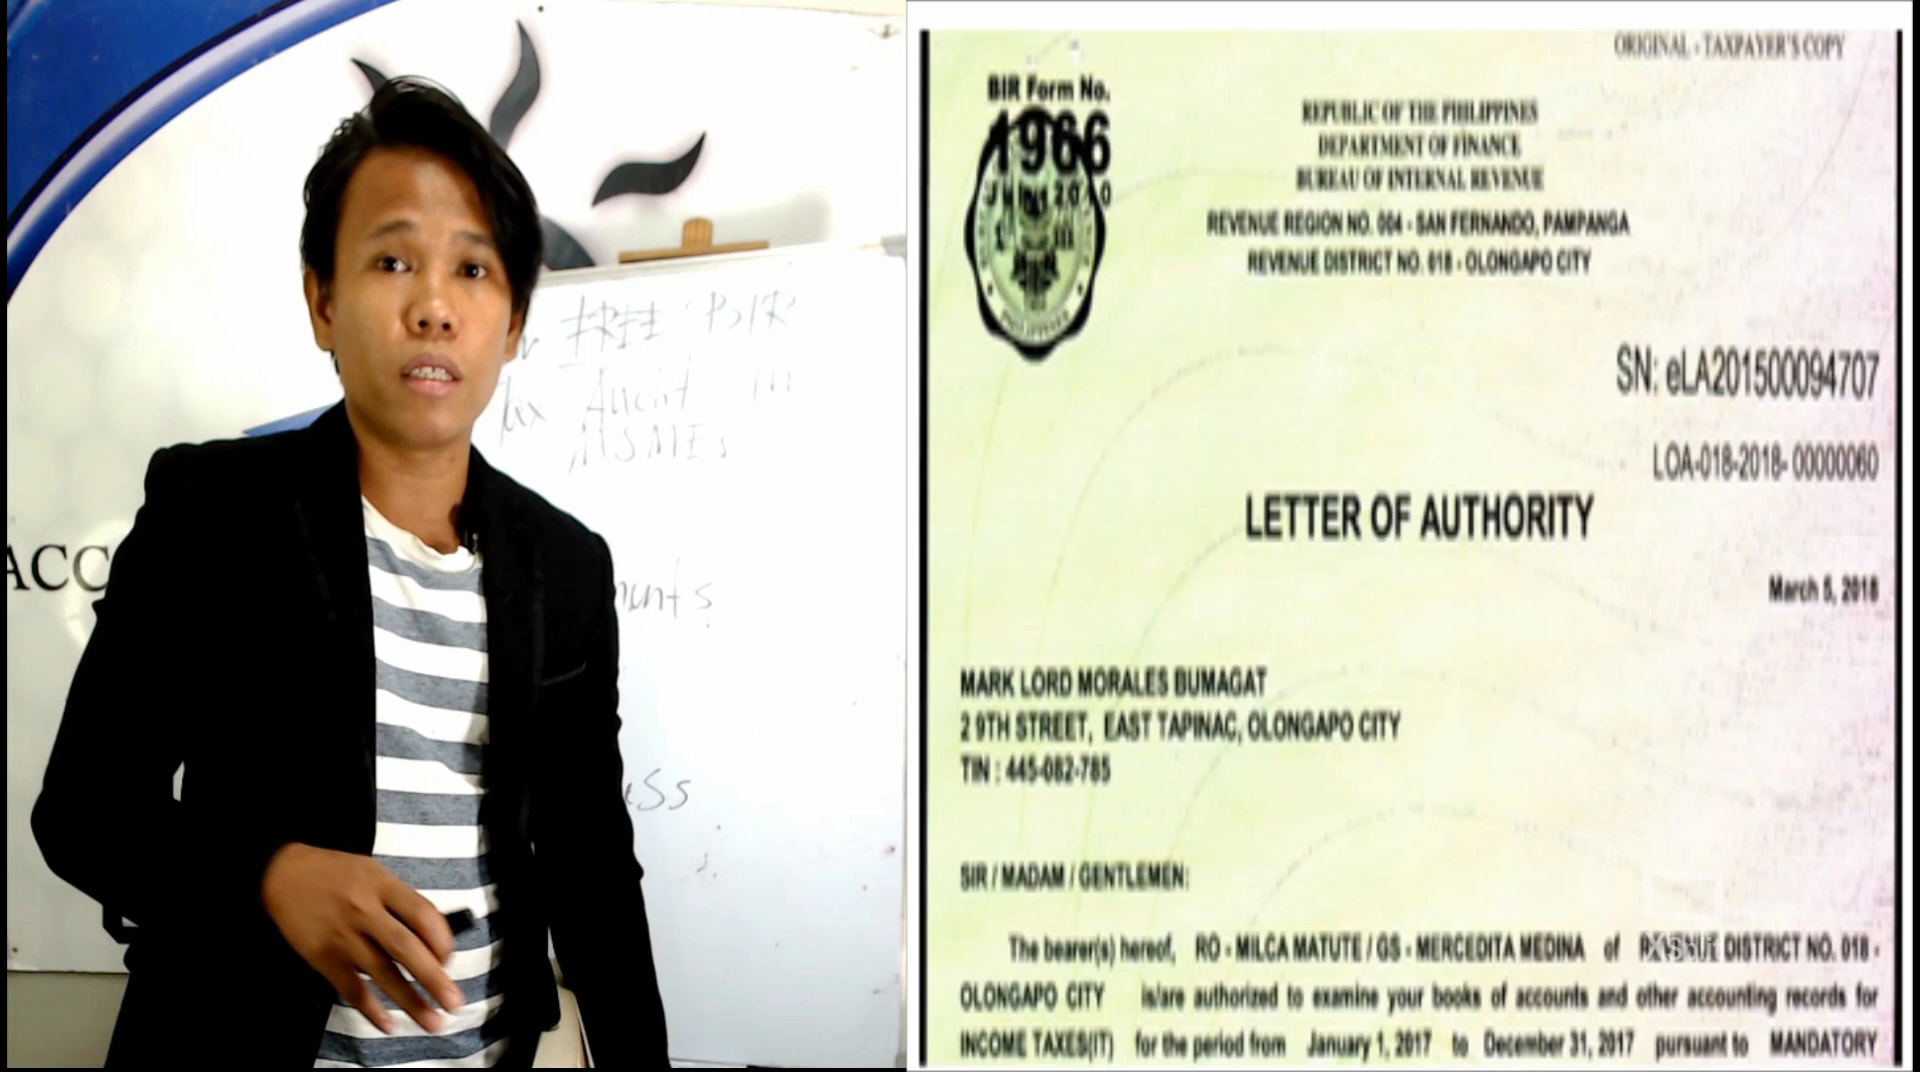 ACC
FREE BIR
Tax Audit in
MSMEs
ORIGINAL - TAXPAYER'S COPY
BIR Form No.
1966
REPUBLIC OF THE PHILIPPINES
DEPARTMENT OF FINANCE
BUREAU OF INTERNAL REVENUE
REVENUE REGION NO. 004 - SAN FERNANDO, PAMPANGA
REVENUE DISTRICT NO. 018 - OLONGAPO CITY
SN: eLA201500094707
LOA-018-2018- 00000060
LETTER OF AUTHORITY
March 5, 2018
MARK LORD MORALES BUMAGAT
2 9TH STREET, EAST TAPINAC, OLONGAPO CITY
TIN : 445-082-785
SIR / MADAM / GENTLEMEN:
The bearer(s) hereof, RO - MILCA MATUTE / GS - MERCEDITA MEDINA of REVENUE DISTRICT NO. 018 -
OLONGAPO CITY is/are authorized to examine your books of accounts and other accounting records for
INCOME TAXES(IT) for the period from January 1, 2017 to December 31, 2017 pursuant to MANDATORY